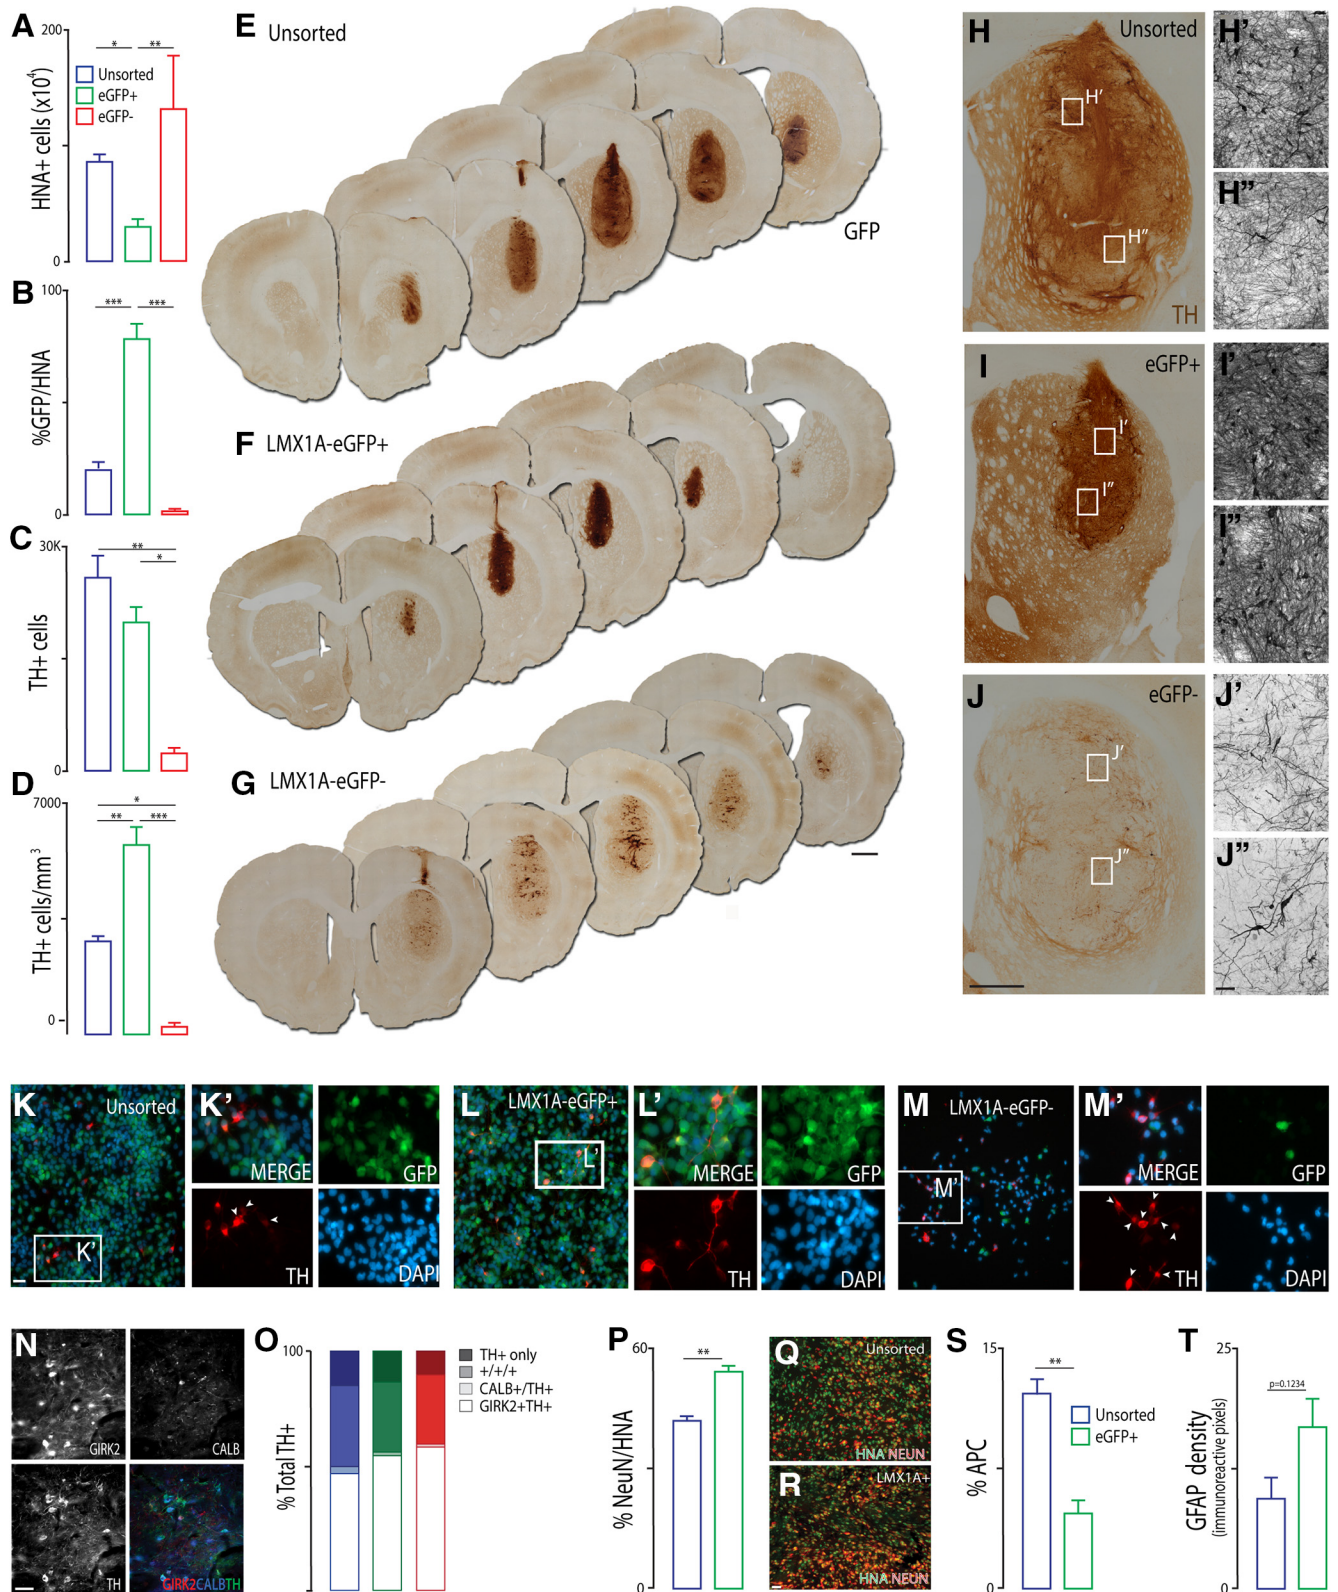 A
200
HNA+ cells (x10⁴)
0
*
**
Unsorted
eGFP+
eGFP-
B
100
%GFP/HNA
0
***
***
C
30K
TH+ cells
0
**
*
D
7000
TH+ cells/mm³
0
*
**
***
E
Unsorted
GFP
F
LMX1A-eGFP+
G
LMX1A-eGFP-
H
Unsorted
H'
H''
TH
H'
H''
I
eGFP+
I'
I''
I'
I''
J
eGFP-
J'
J''
J'
J''
K
Unsorted
K'
K'
MERGE
GFP
TH
DAPI
L
LMX1A-eGFP+
L'
L'
MERGE
GFP
TH
DAPI
M
LMX1A-eGFP-
M'
M'
MERGE
GFP
TH
DAPI
N
GIRK2
CALB
TH
GIRK2CALBTH
O
100
% Total TH+
TH+ only
+/+/+
CALB+/TH+
GIRK2+TH+
P
60
% NeuN/HNA
0
**
Q
Unsorted
HNA NEUN
R
LMX1A+
HNA NEUN
S
15
% APC
0
**
Unsorted
eGFP+
T
25
GFAP density
(immunoreactive pixels)
0
p=0.1234